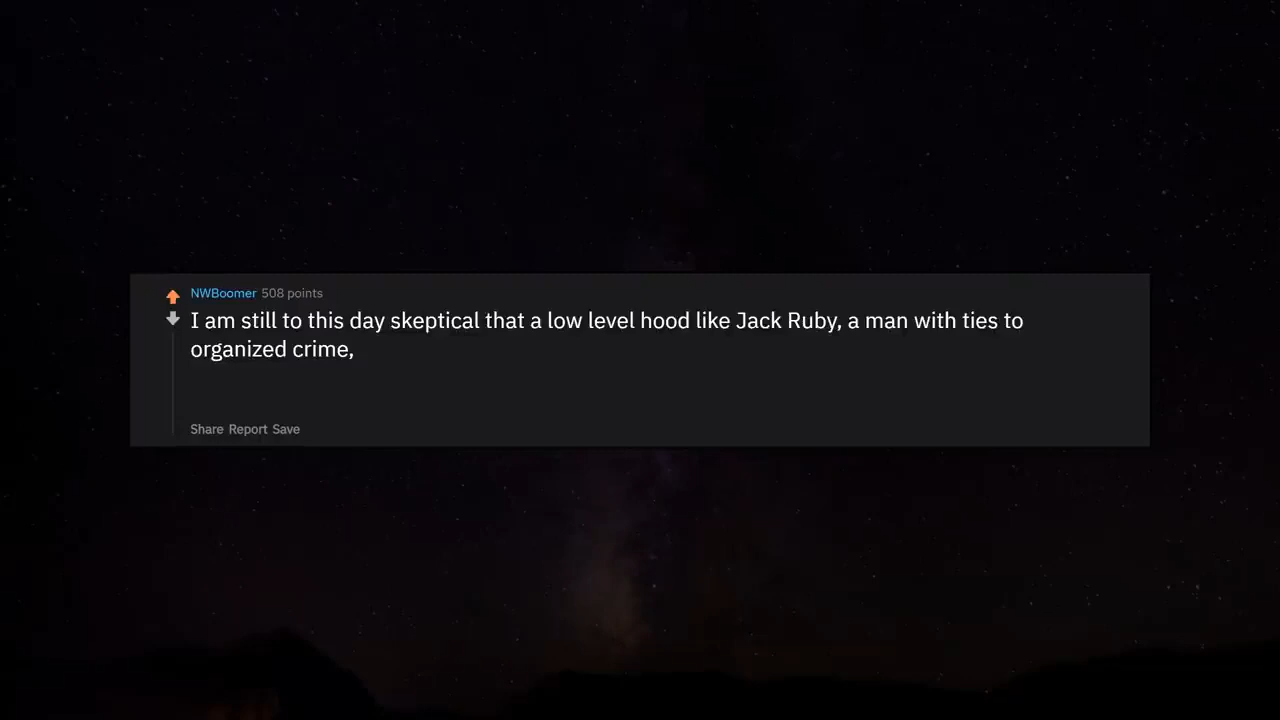 NWBoomer 508 points
I am still to this day skeptical that a low level hood like Jack Ruby, a man with ties to
organized crime,
Share Report Save